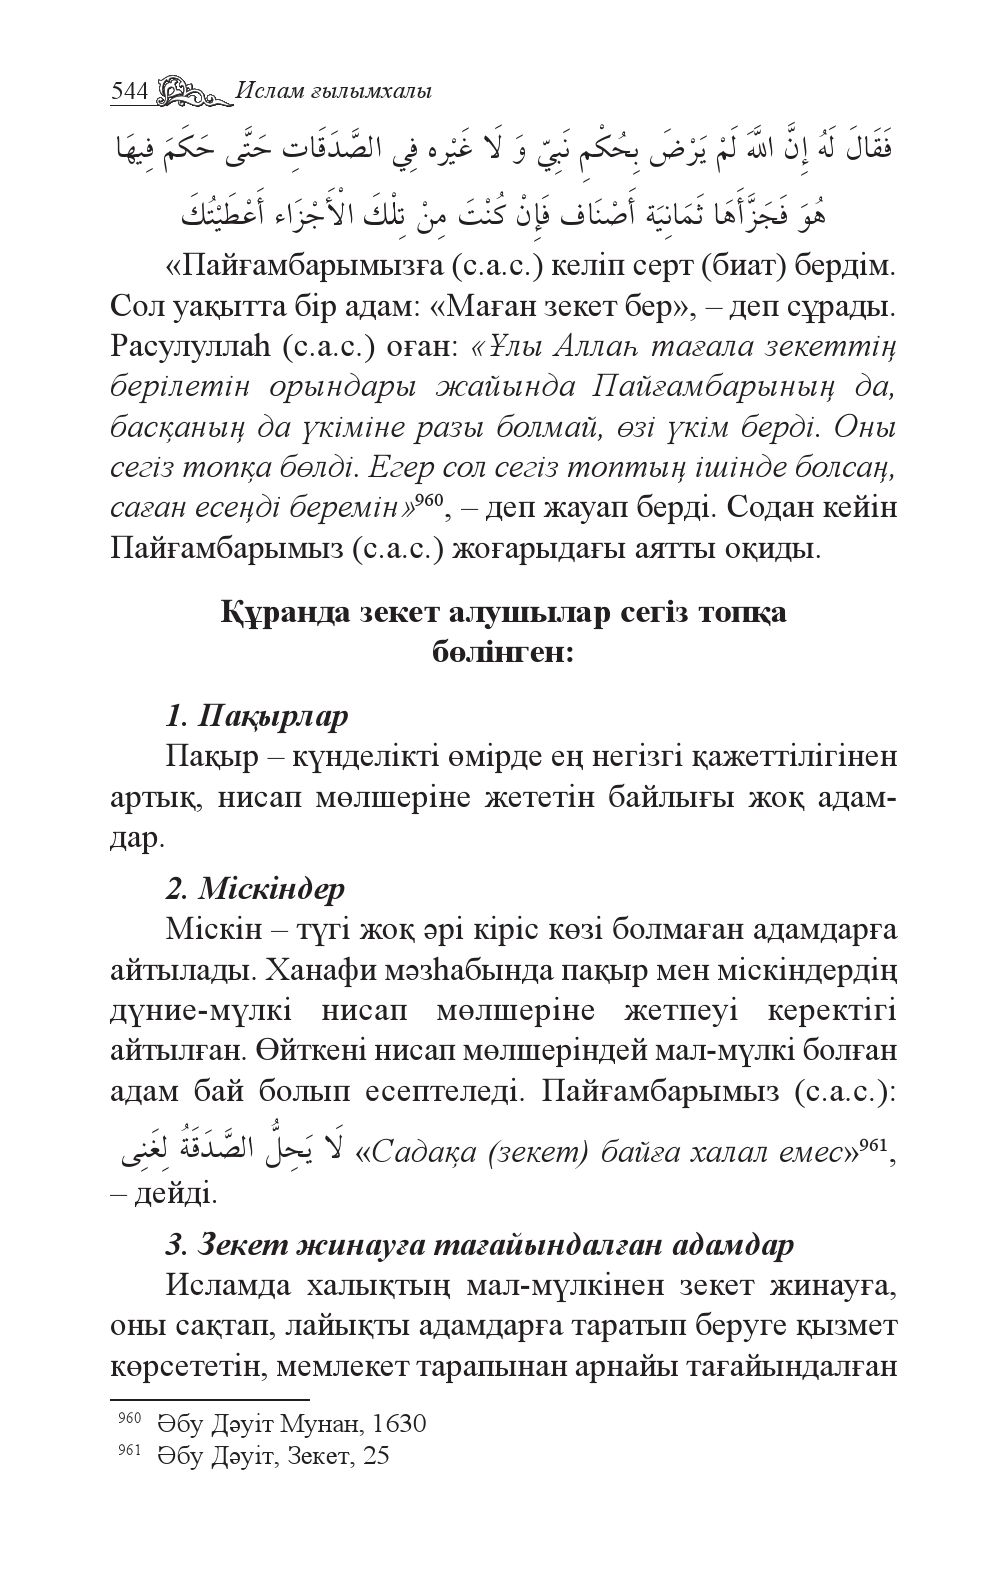 544 Ислам ғылымхалы
فَقَالَ لَهُ إِنَّ اللَّهَ لَمْ يَرْضَ بِحُكْمِ نَبِيّ وَ لَا غَيْرِه فِي الصَّدَقَاتِ حَتَّى حَكَمَ فِيهَا
هُوَ فَجَزَّأَهَا ثَمَانِيَة أَصْنَاف فَإِنْ كُنْتَ مِنْ تِلْكَ الْأَجْزَاء أَعْطَيْتُكَ
«Пайғамбарымызға (с.а.с.) келіп серт (биат) бердім.
Сол уақытта бір адам: «Маған зекет бер», – деп сұрады.
Расулуллаһ (с.а.с.) оған: «Ұлы Аллаһ тағала зекеттің
берілетін орындары жайында Пайғамбарының да,
басқаның да үкіміне разы болмай, өзі үкім берді. Оны
сегіз топқа бөлді. Егер сол сегіз топтың ішінде болсаң,
саған есеңді беремін»⁹⁶⁰, – деп жауап берді. Содан кейін
Пайғамбарымыз (с.а.с.) жоғарыдағы аятты оқиды.
Құранда зекет алушылар сегіз топқа
бөлінген:
1. Пақырлар
Пақыр – күнделікті өмірде ең негізгі қажеттілігінен
артық, нисап мөлшеріне жететін байлығы жоқ адам-
дар.
2. Міскіндер
Міскін – түгі жоқ әрі кіріс көзі болмаған адамдарға
айтылады. Ханафи мәзһабында пақыр мен міскіндердің
дүние-мүлкі нисап мөлшеріне жетпеуі керектігі
айтылған. Өйткені нисап мөлшеріндей мал-мүлкі болған
адам бай болып есептеледі. Пайғамбарымыз (с.а.с.):
لَا يَحِلُّ الصَّدَقَةُ لِغَنِى «Садақа (зекет) байға халал емес»⁹⁶¹,
– дейді.
3. Зекет жинауға тағайындалған адамдар
Исламда халықтың мал-мүлкінен зекет жинауға,
оны сақтап, лайықты адамдарға таратып беруге қызмет
көрсететін, мемлекет тарапынан арнайы тағайындалған
⁹⁶⁰ Әбу Дәуіт Мунан, 1630
⁹⁶¹ Әбу Дәуіт, Зекет, 25